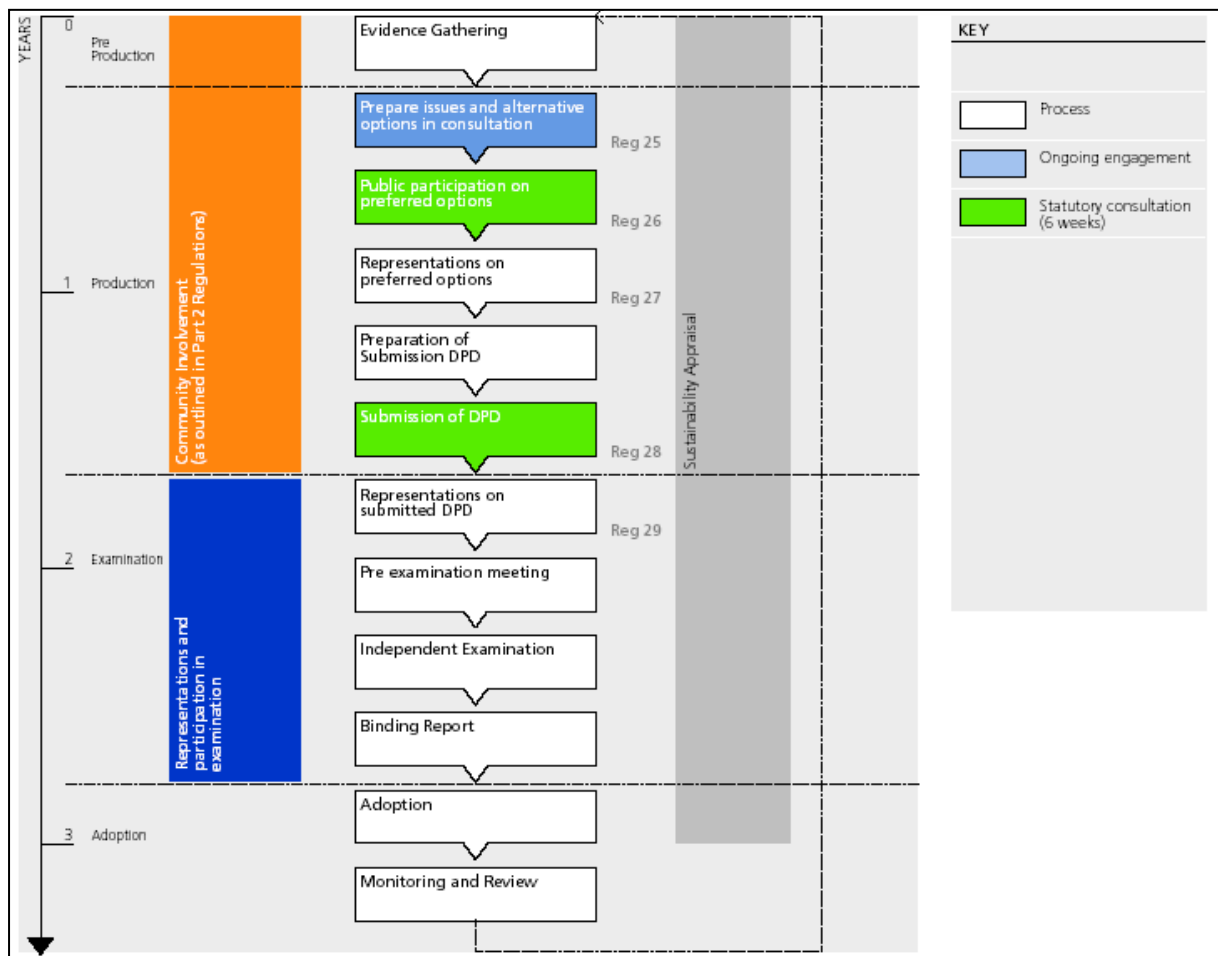 YEARS
0
Pre
Production
1
Production
2
Examination
3
Adoption
Community Involvement
(as outlined in Part 2 Regulations)
Representations and
participation in
examination
Evidence Gathering
Prepare issues and alternative
options in consultation
Reg 25
Public participation on
preferred options
Reg 26
Representations on
preferred options
Reg 27
Preparation of
Submission DPD
Submission of DPD
Reg 28
Representations on
submitted DPD
Reg 29
Pre examination meeting
Independent Examination
Binding Report
Adoption
Monitoring and Review
Sustainability Appraisal
KEY
Process
Ongoing engagement
Statutory consultation
(6 weeks)